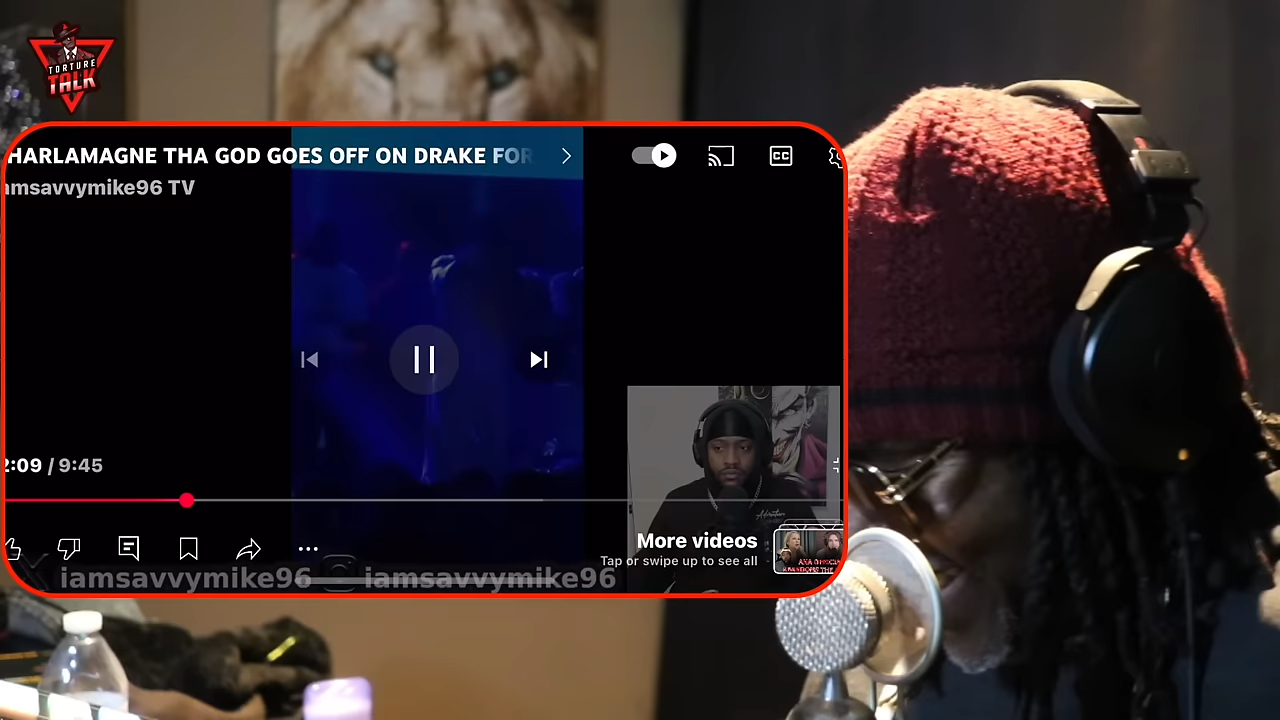 TORTURE
TALK
HARLAMAGNE THA GOD GOES OFF ON DRAKE FOR
amsavvymike96 TV
CC
2:09 / 9:45
More videos
Tap or swipe up to see all
iamsavvymike96
iamsavvymike96